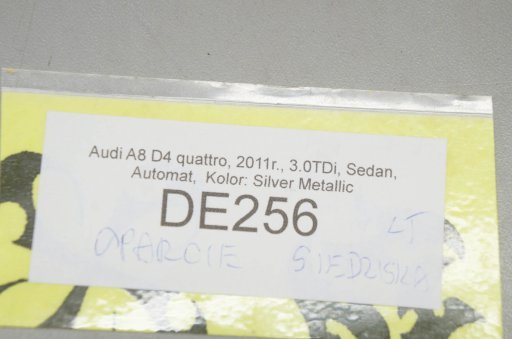 Audi A8 D4 quattro, 2011r., 3.0TDi, Sedan,
Automat, Kolor: Silver Metallic
DE256
LT
OPARCIE SIEDZISKA